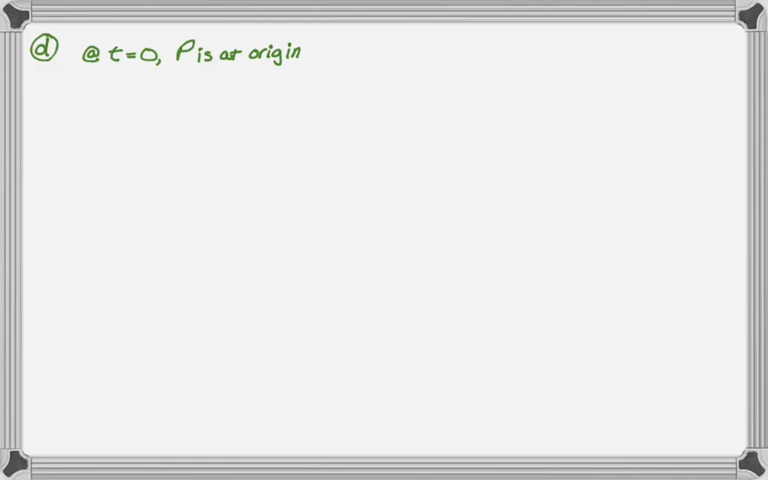 d @ t=0, P is at origin